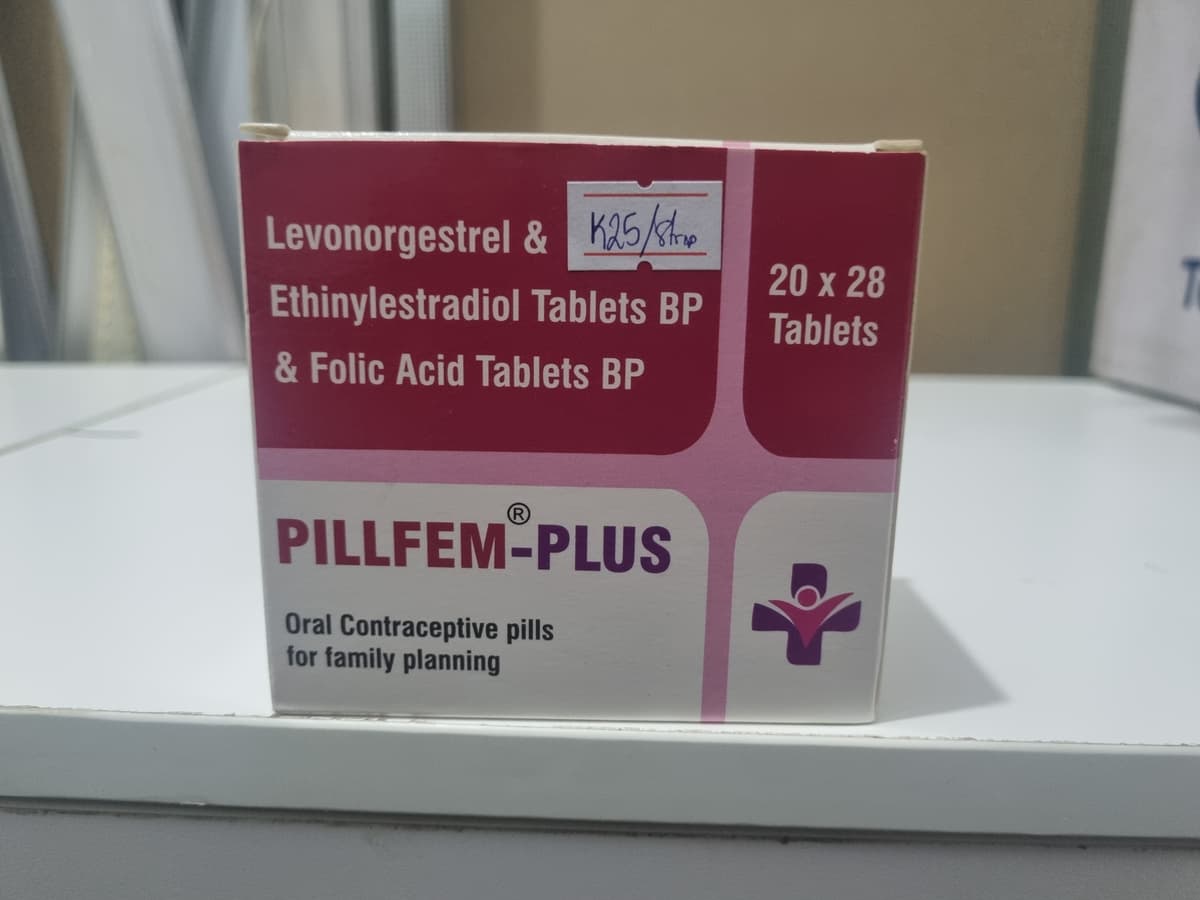 Levonorgestrel &
K25/Strap
Ethinylestradiol Tablets BP
& Folic Acid Tablets BP
20 x 28
Tablets
PILLFEM®-PLUS
Oral Contraceptive pills
for family planning